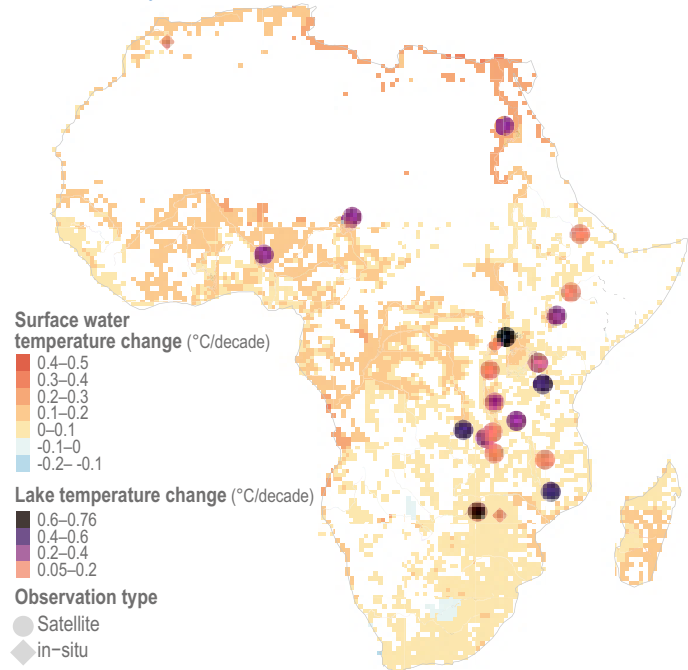 Surface water
temperature change (°C/decade)
0.4–0.5
0.3–0.4
0.2–0.3
0.1–0.2
0–0.1
-0.1–0
-0.2– -0.1
Lake temperature change (°C/decade)
0.6–0.76
0.4–0.6
0.2–0.4
0.05–0.2
Observation type
Satellite
in−situ